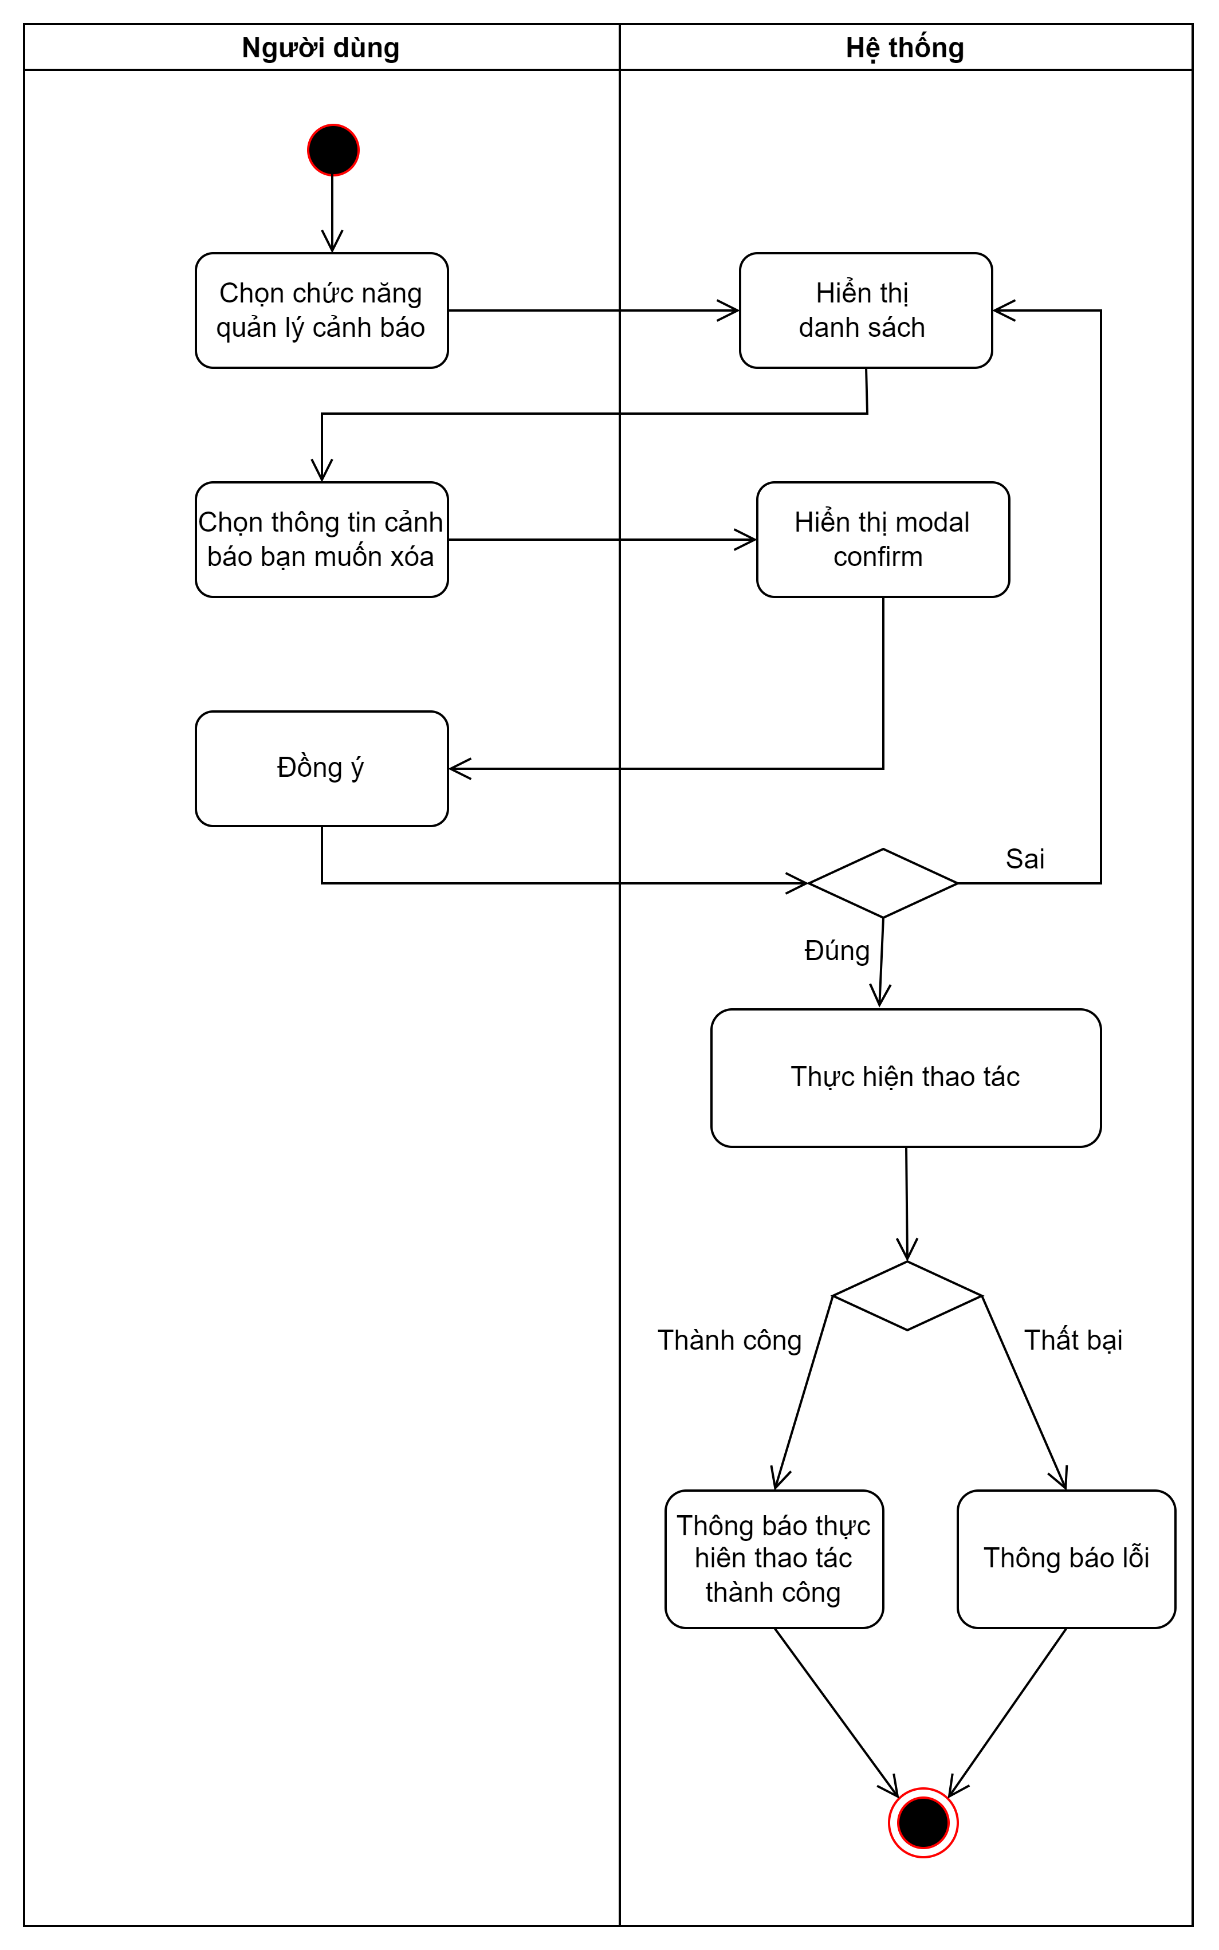 Người dùng
Hệ thống
Chọn chức năng
quản lý cảnh báo
Hiển thị
danh sách
Chọn thông tin cảnh
báo bạn muốn xóa
Hiển thị modal
confirm
Đồng ý
Sai
Đúng
Thực hiện thao tác
Thành công
Thất bại
Thông báo thực
hiên thao tác
thành công
Thông báo lỗi